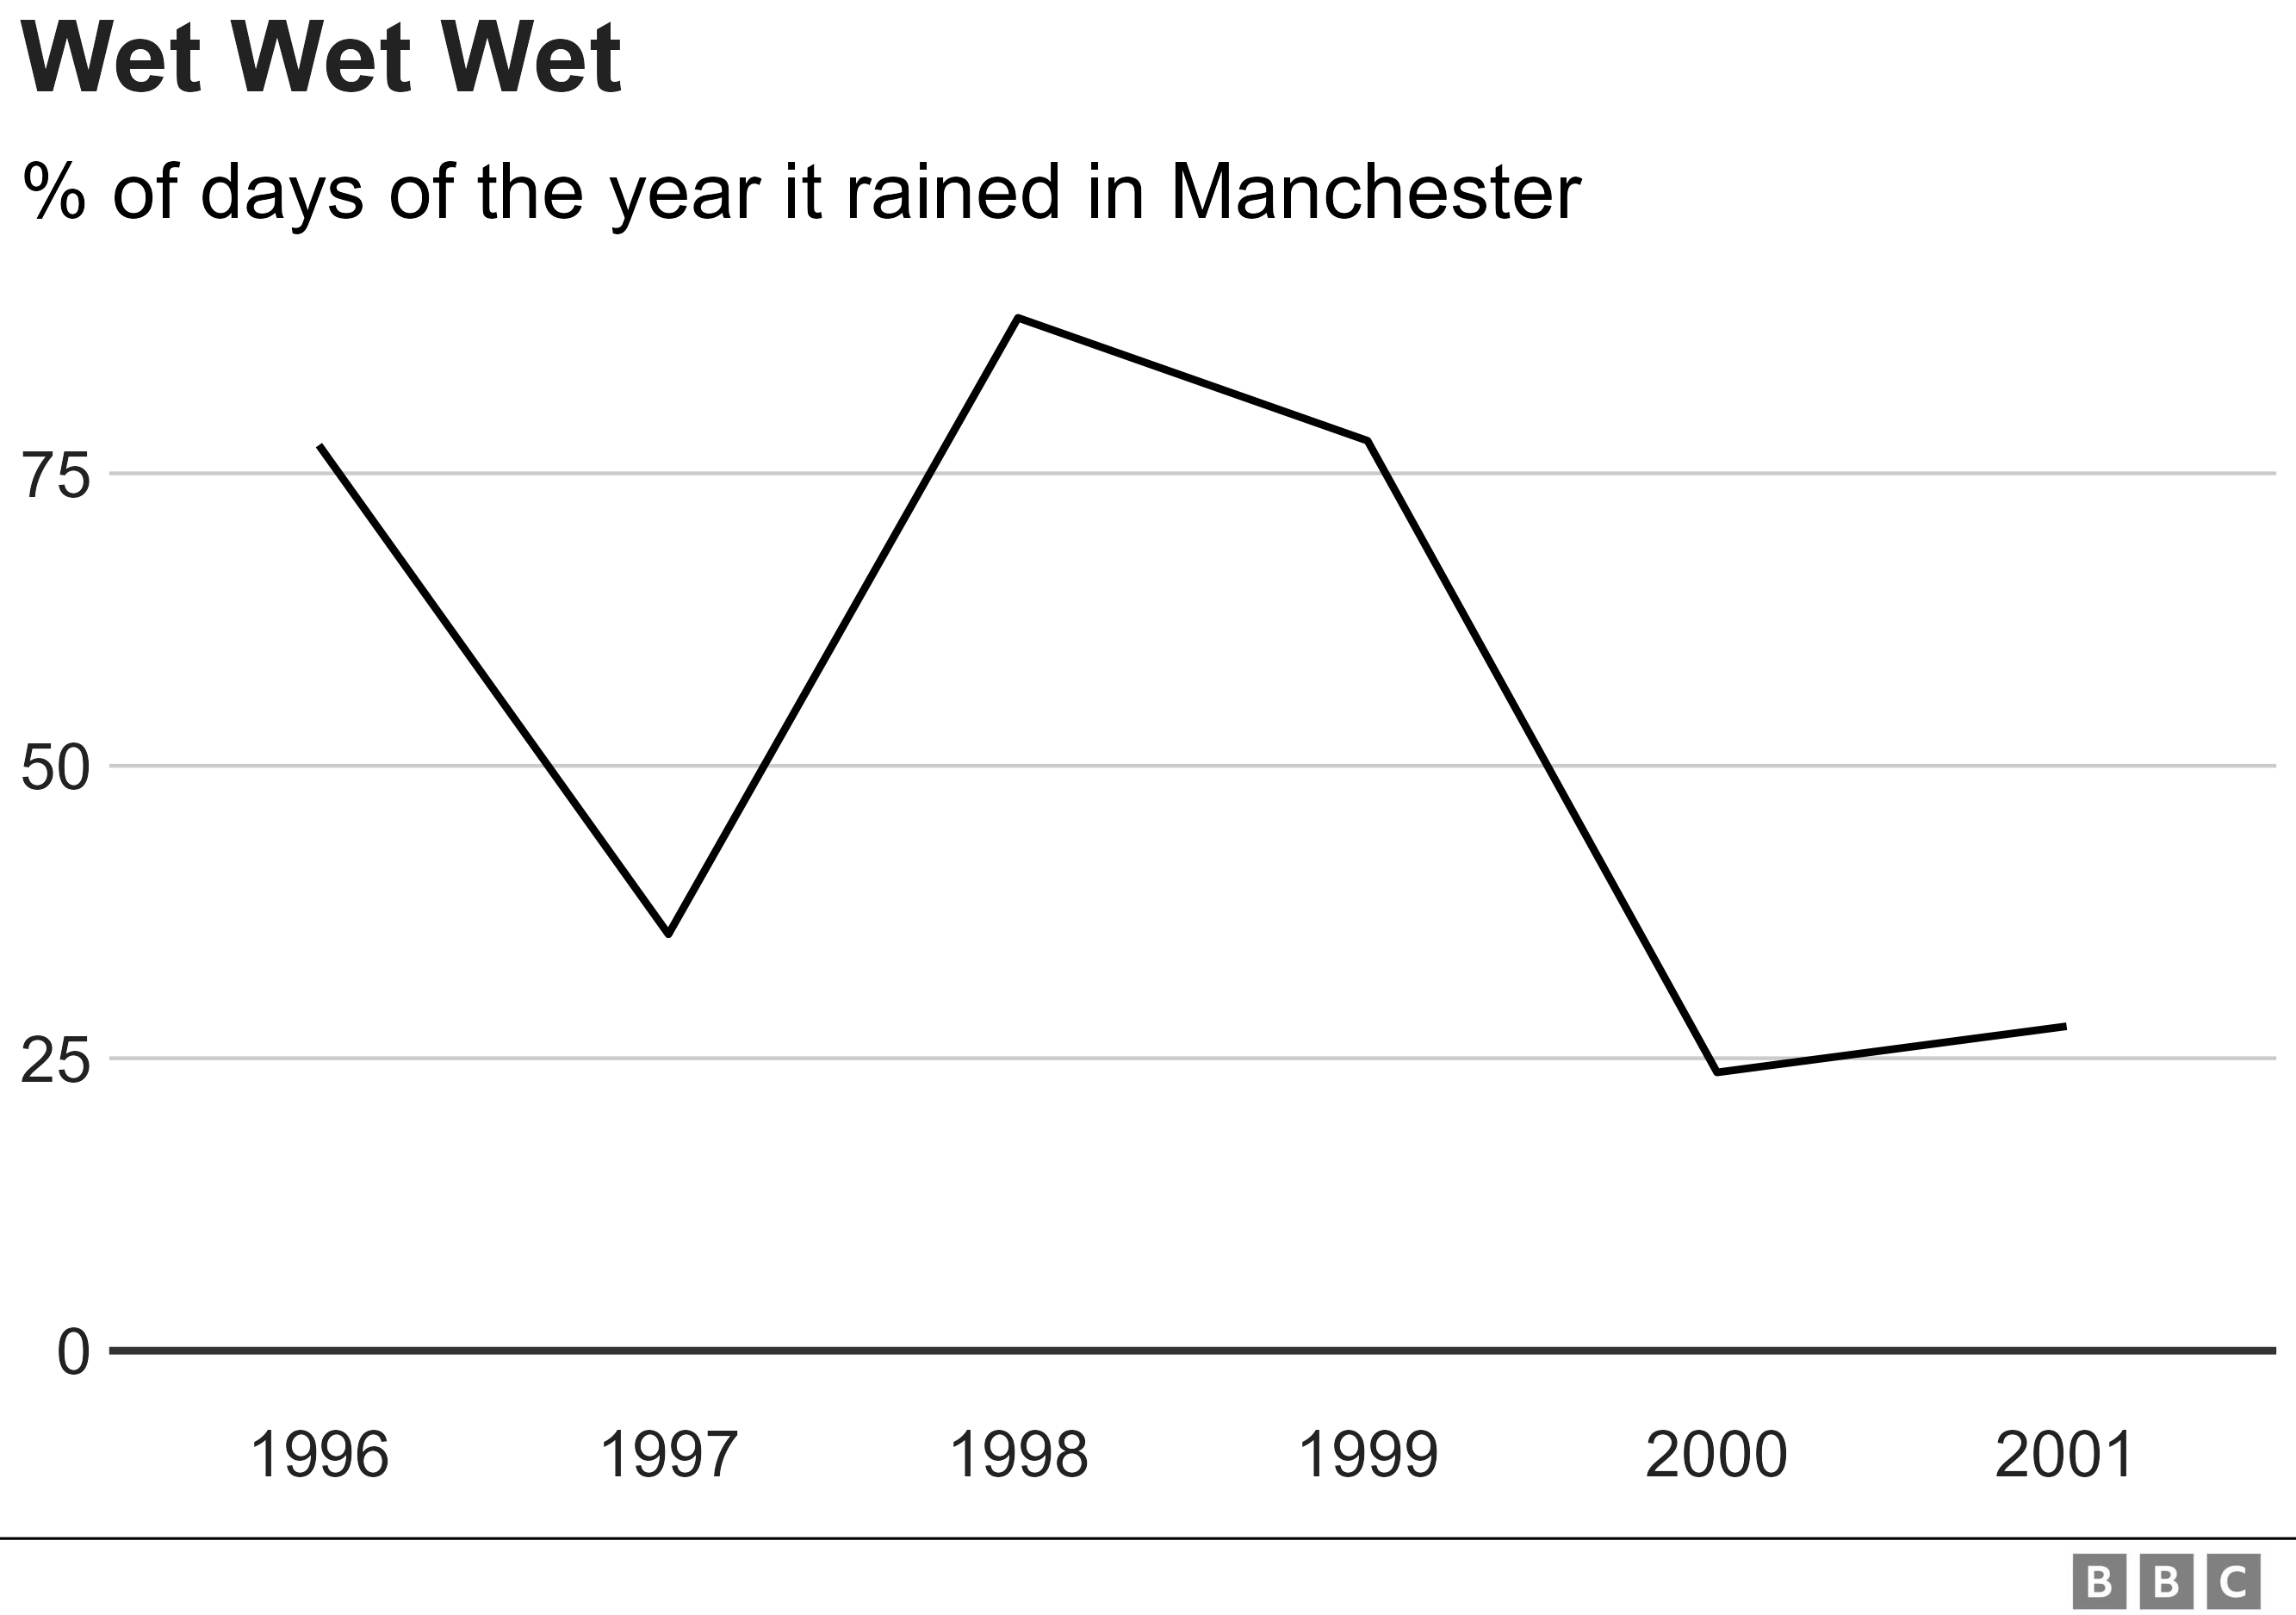 Wet Wet Wet
% of days of the year it rained in Manchester
75
50
25
0
1996 1997 1998 1999 2000 2001
BBC